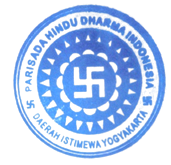 PARISADA HINDU DHARMA INDONESIA
DAERAH ISTIMEWA YOGYAKARTA